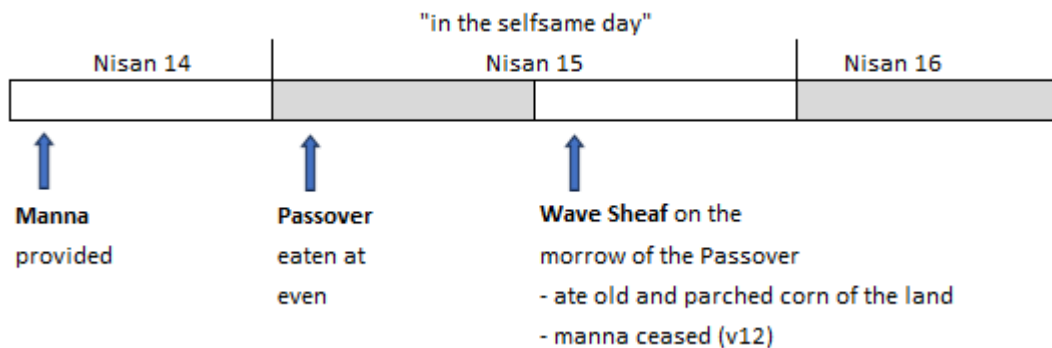 "in the selfsame day"
Nisan 14
Nisan 15
Nisan 16
Manna
provided
Passover
eaten at
even
Wave Sheaf on the
morrow of the Passover
- ate old and parched corn of the land
- manna ceased (v12)